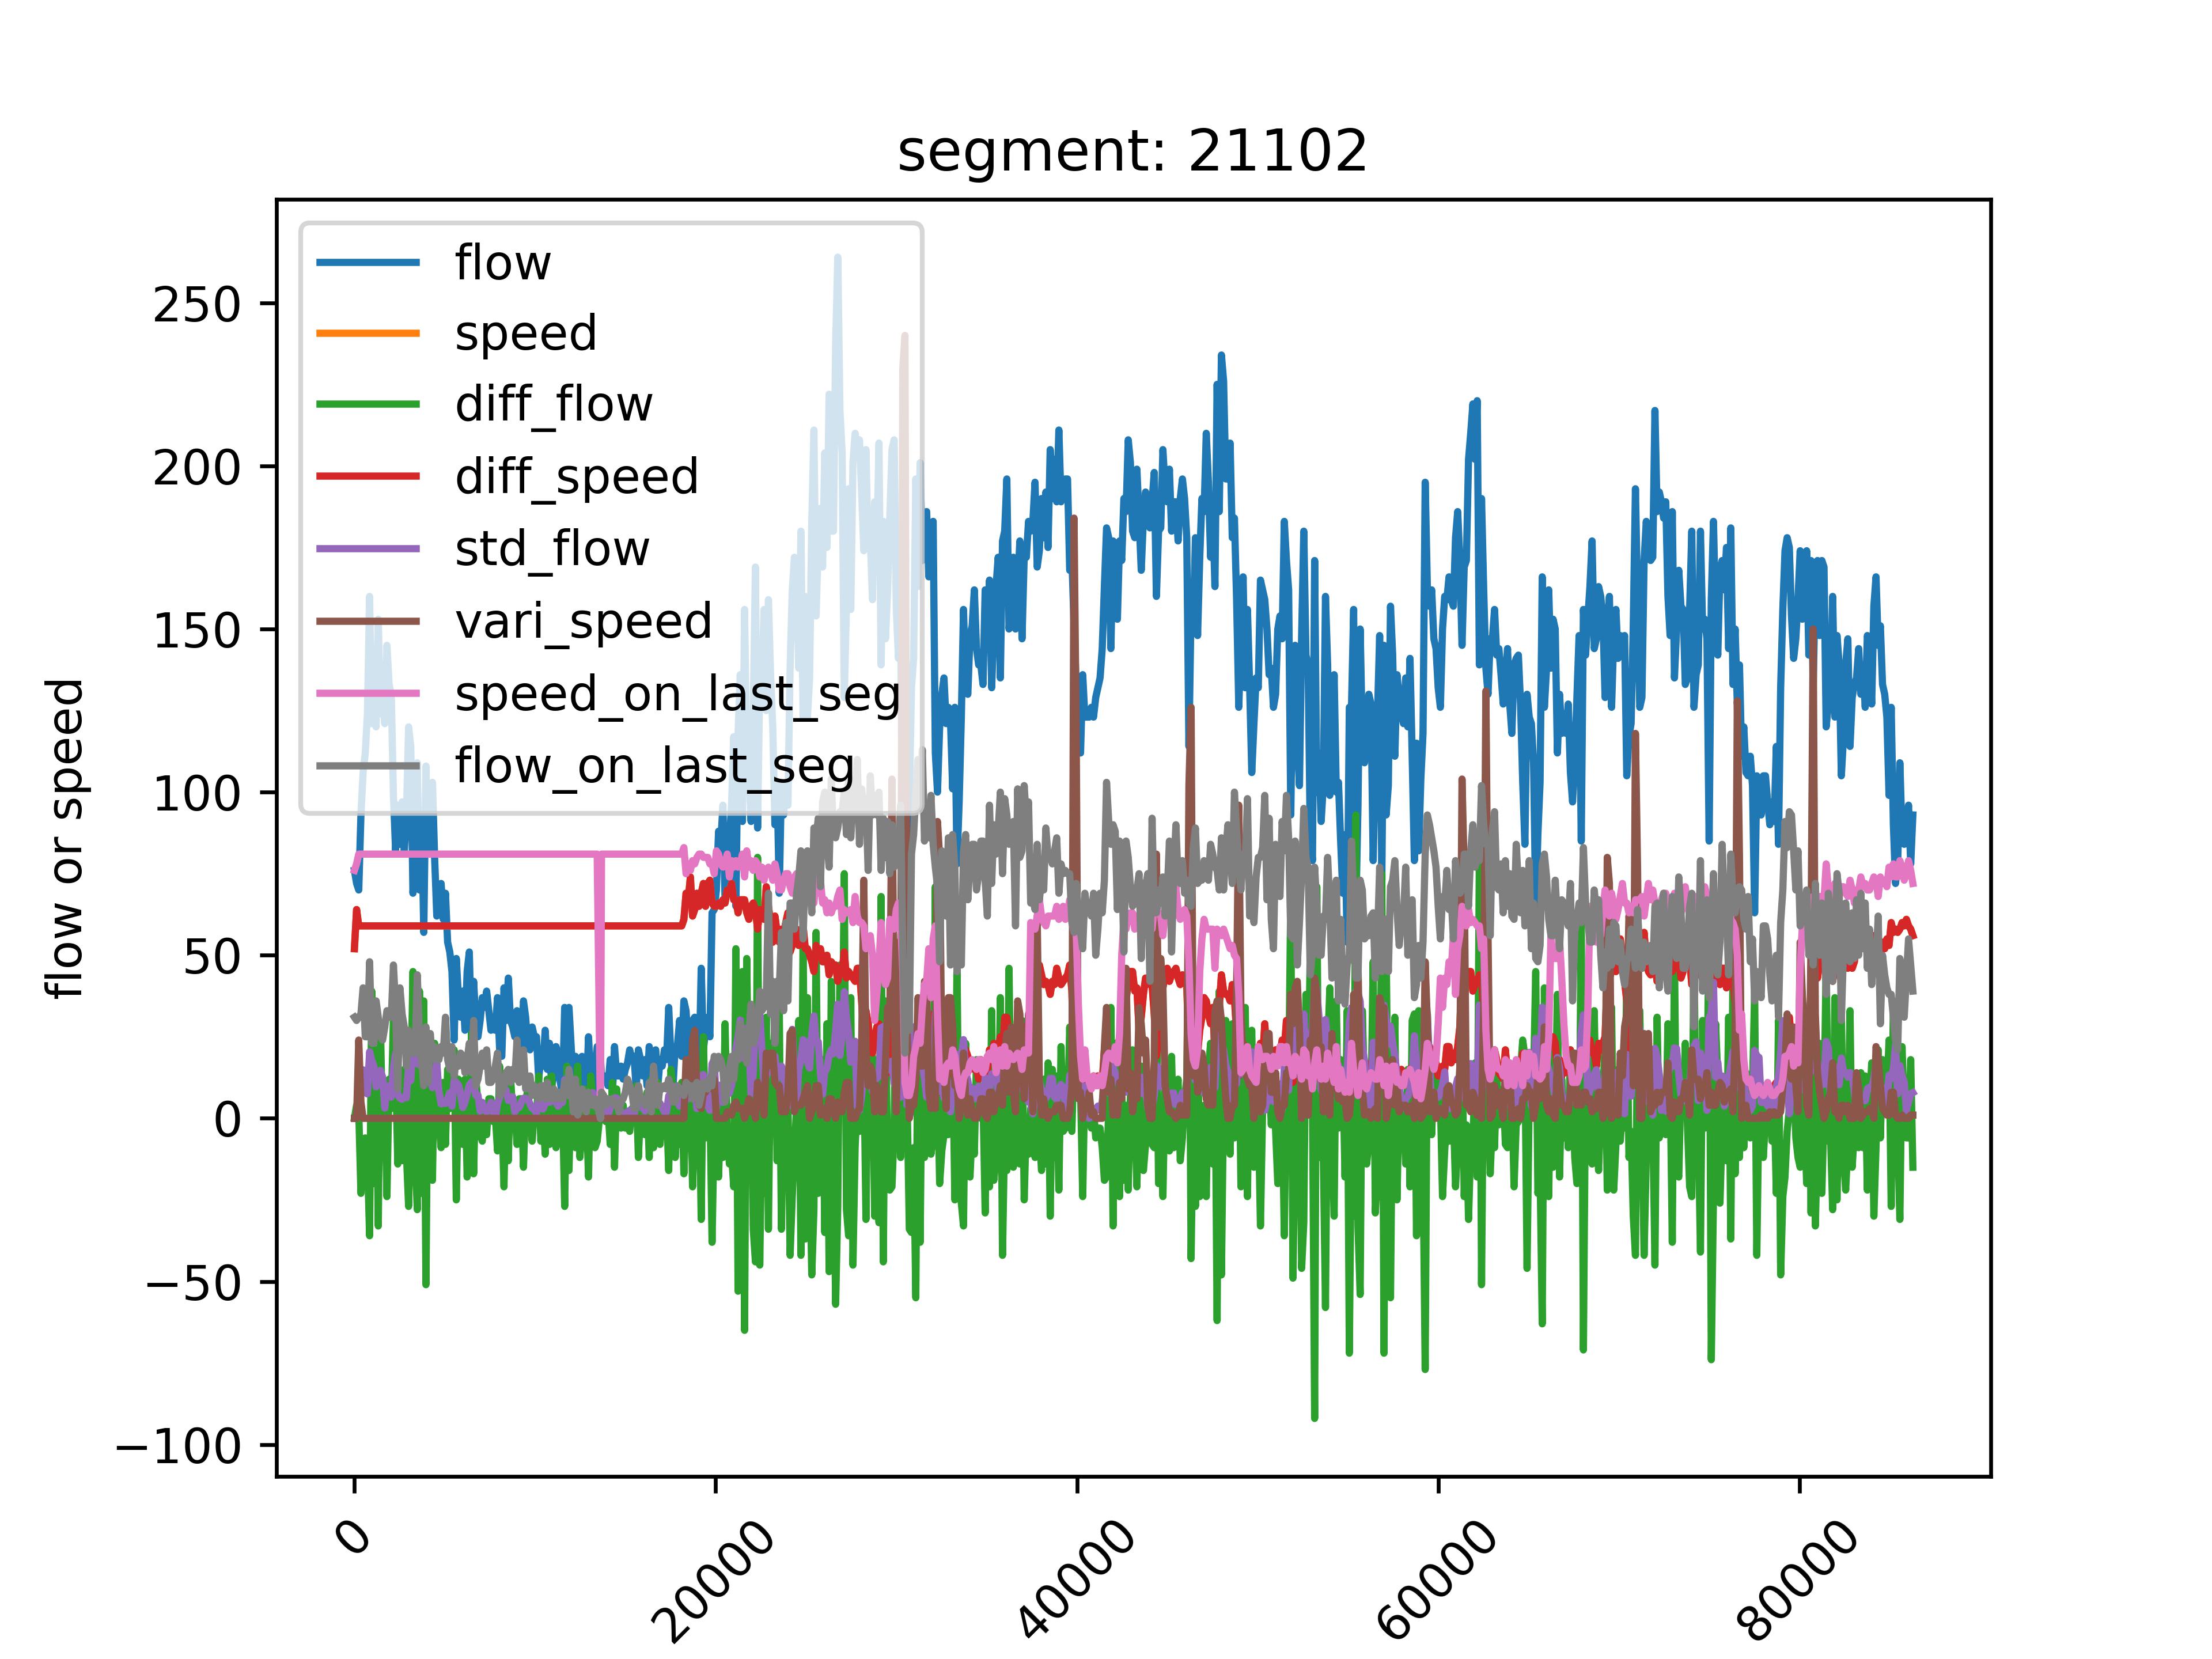 segment: 21102
flow
speed
diff_flow
diff_speed
std_flow
vari_speed
speed_on_last_seg
flow_on_last_seg
flow or speed
250
200
150
100
50
0
−50
−100
0
20000
40000
60000
80000